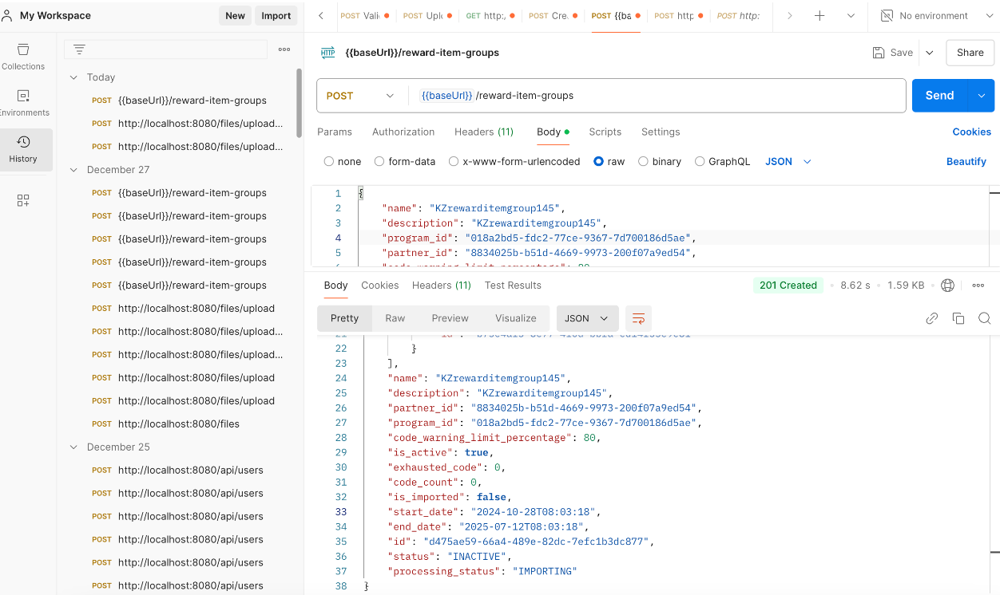 My Workspace
New
Import
POST Vali
POST Uplo
GET http:/
POST Cre
POST {{ba
POST http
POST http:
No environment
Collections
Environments
History
Today
POST {{baseUrl}}/reward-item-groups
POST http://localhost:8080/files/upload...
POST http://localhost:8080/files/upload...
December 27
POST {{baseUrl}}/reward-item-groups
POST {{baseUrl}}/reward-item-groups
POST {{baseUrl}}/reward-item-groups
POST {{baseUrl}}/reward-item-groups
POST {{baseUrl}}/reward-item-groups
POST http://localhost:8080/files/upload
POST http://localhost:8080/files/upload...
POST http://localhost:8080/files/upload...
POST http://localhost:8080/files/upload
POST http://localhost:8080/files/upload
POST http://localhost:8080/files
December 25
POST http://localhost:8080/api/users
POST http://localhost:8080/api/users
POST http://localhost:8080/api/users
POST http://localhost:8080/api/users
POST http://localhost:8080/api/users
POST http://localhost:8080/api/users
HTTP {{baseUrl}}/reward-item-groups
Save
Share
POST {{baseUrl}} /reward-item-groups
Send
Params Authorization Headers (11) Body Scripts Settings Cookies
none form-data x-www-form-urlencoded raw binary GraphQL JSON Beautify
1 {
2 "name": "KZrewarditemgroup145",
3 "description": "KZrewarditemgroup145",
4 "program_id": "018a2bd5-fdc2-77ce-9367-7d700186d5ae",
5 "partner_id": "8834025b-b51d-4669-9973-200f07a9ed54",
6 "code_warning_limit_percentage": 80
Body Cookies Headers (11) Test Results 201 Created 8.62 s 1.59 KB
Pretty Raw Preview Visualize JSON
21 "id":
22 }
23 ],
24 "name": "KZrewarditemgroup145",
25 "description": "KZrewarditemgroup145",
26 "partner_id": "8834025b-b51d-4669-9973-200f07a9ed54",
27 "program_id": "018a2bd5-fdc2-77ce-9367-7d700186d5ae",
28 "code_warning_limit_percentage": 80,
29 "is_active": true,
30 "exhausted_code": 0,
31 "code_count": 0,
32 "is_imported": false,
33 "start_date": "2024-10-28T08:03:18",
34 "end_date": "2025-07-12T08:03:18",
35 "id": "d475ae59-66a4-489e-82dc-7efc1b3dc877",
36 "status": "INACTIVE",
37 "processing_status": "IMPORTING"
38 }